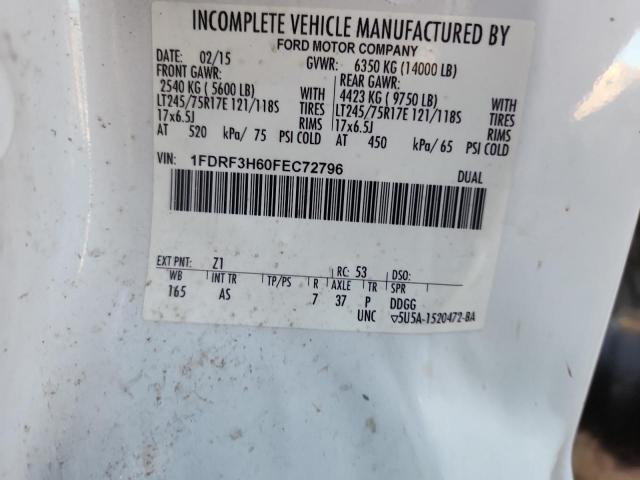 INCOMPLETE VEHICLE MANUFACTURED BY
FORD MOTOR COMPANY
DATE: 02/15 GVWR: 6350 KG (14000 LB)
FRONT GAWR: REAR GAWR:
2540 KG ( 5600 LB) WITH 4423 KG ( 9750 LB) WITH
LT245/75R17E 121/118S TIRES LT245/75R17E 121/118S TIRES
17x6.5J RIMS 17x6.5J RIMS
AT 520 kPa/ 75 PSI COLD AT 450 kPa/ 65 PSI COLD
VIN: 1FDRF3H60FEC72796 DUAL
EXT PNT: Z1 RC: 53 DSO:
WB INT TR TP/PS R AXLE TR SPR
165 AS 7 37 P DDGG
UNC ▽5U5A-1520472-BA